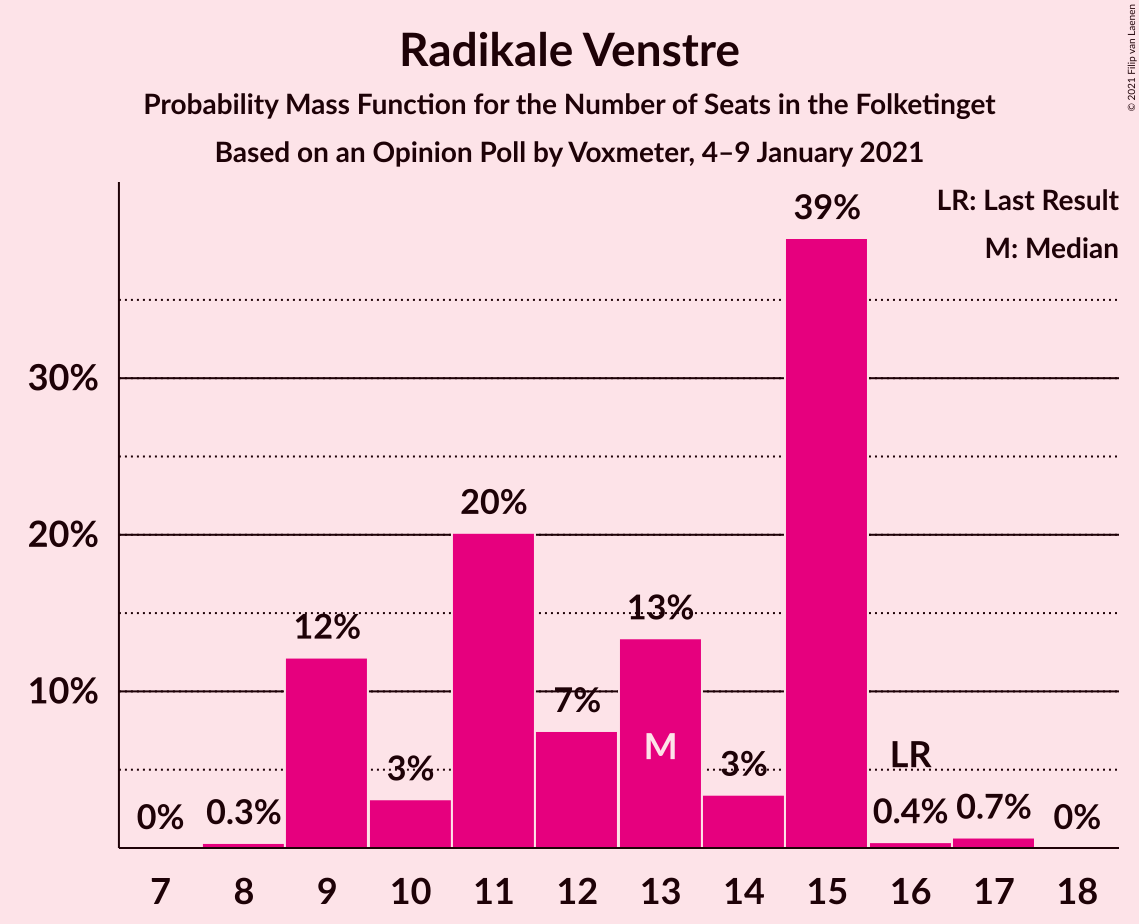 Radikale Venstre
Probability Mass Function for the Number of Seats in the Folketinget
Based on an Opinion Poll by Voxmeter, 4–9 January 2021
© 2021 Filip van Laenen
LR: Last Result
M: Median
30%
20%
10%
0%
0.3%
12%
3%
20%
7%
13%
M
3%
39%
LR
0.4%
0.7%
0%
7 8 9 10 11 12 13 14 15 16 17 18